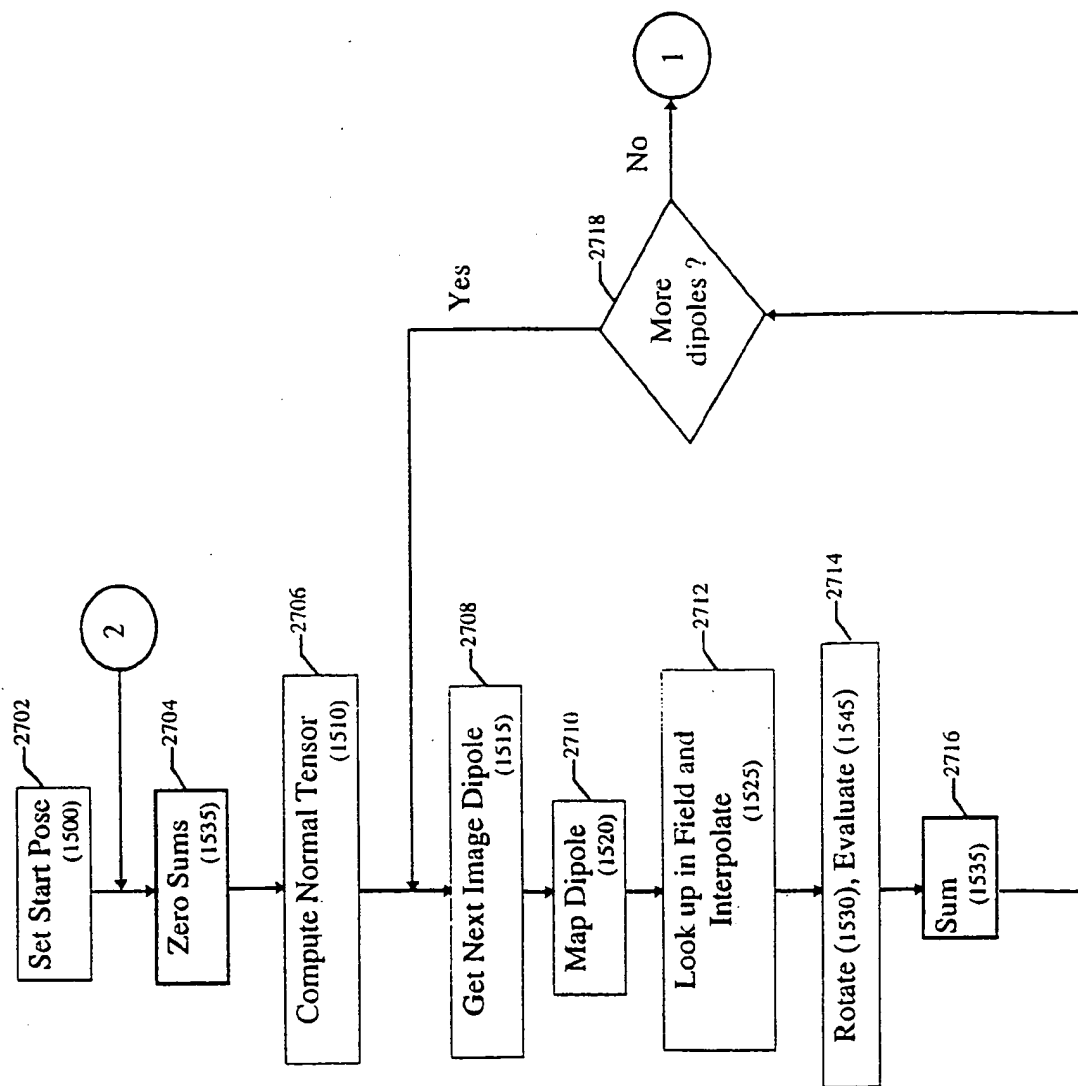 Set Start Pose
(1500)
2702
2
Zero Sums
(1535)
2704
Compute Normal Tensor
(1510)
2706
Get Next Image Dipole
(1515)
2708
Map Dipole
(1520)
2710
Look up in Field and
Interpolate
(1525)
2712
Rotate (1530), Evaluate (1545)
2714
Sum
(1535)
2716
More
dipoles ?
2718
Yes
No
1